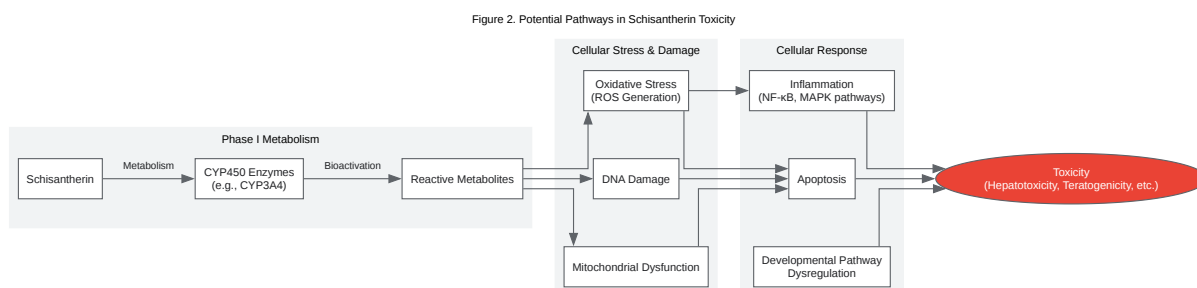 Figure 2. Potential Pathways in Schisantherin Toxicity
Cellular Stress & Damage
Cellular Response
Oxidative Stress
(ROS Generation)
Inflammation
(NF-κB, MAPK pathways)
Phase I Metabolism
Schisantherin
Metabolism
CYP450 Enzymes
(e.g., CYP3A4)
Bioactivation
Reactive Metabolites
DNA Damage
Apoptosis
Toxicity
(Hepatotoxicity, Teratogenicity, etc.)
Mitochondrial Dysfunction
Developmental Pathway
Dysregulation